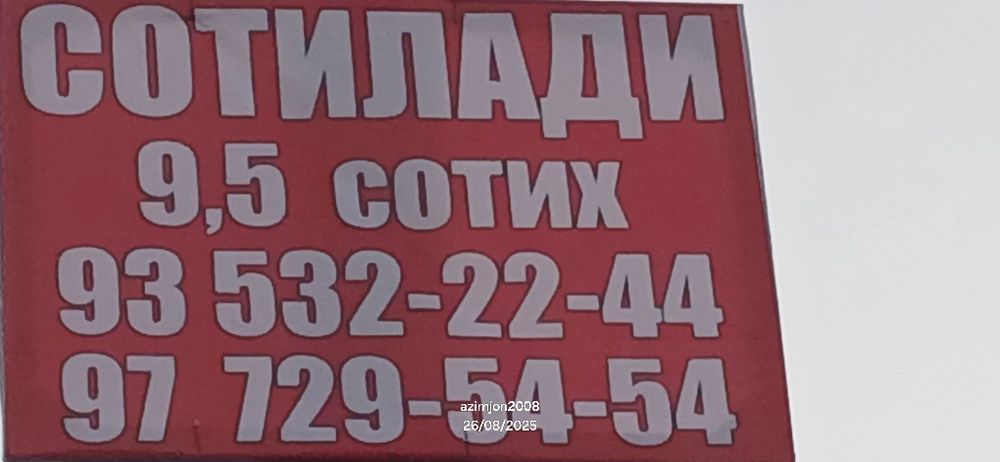 СОТИЛАДИ
9,5 СОТИХ
93 532-22-44
97 729-54-54
azimjon2008
26/08/2025